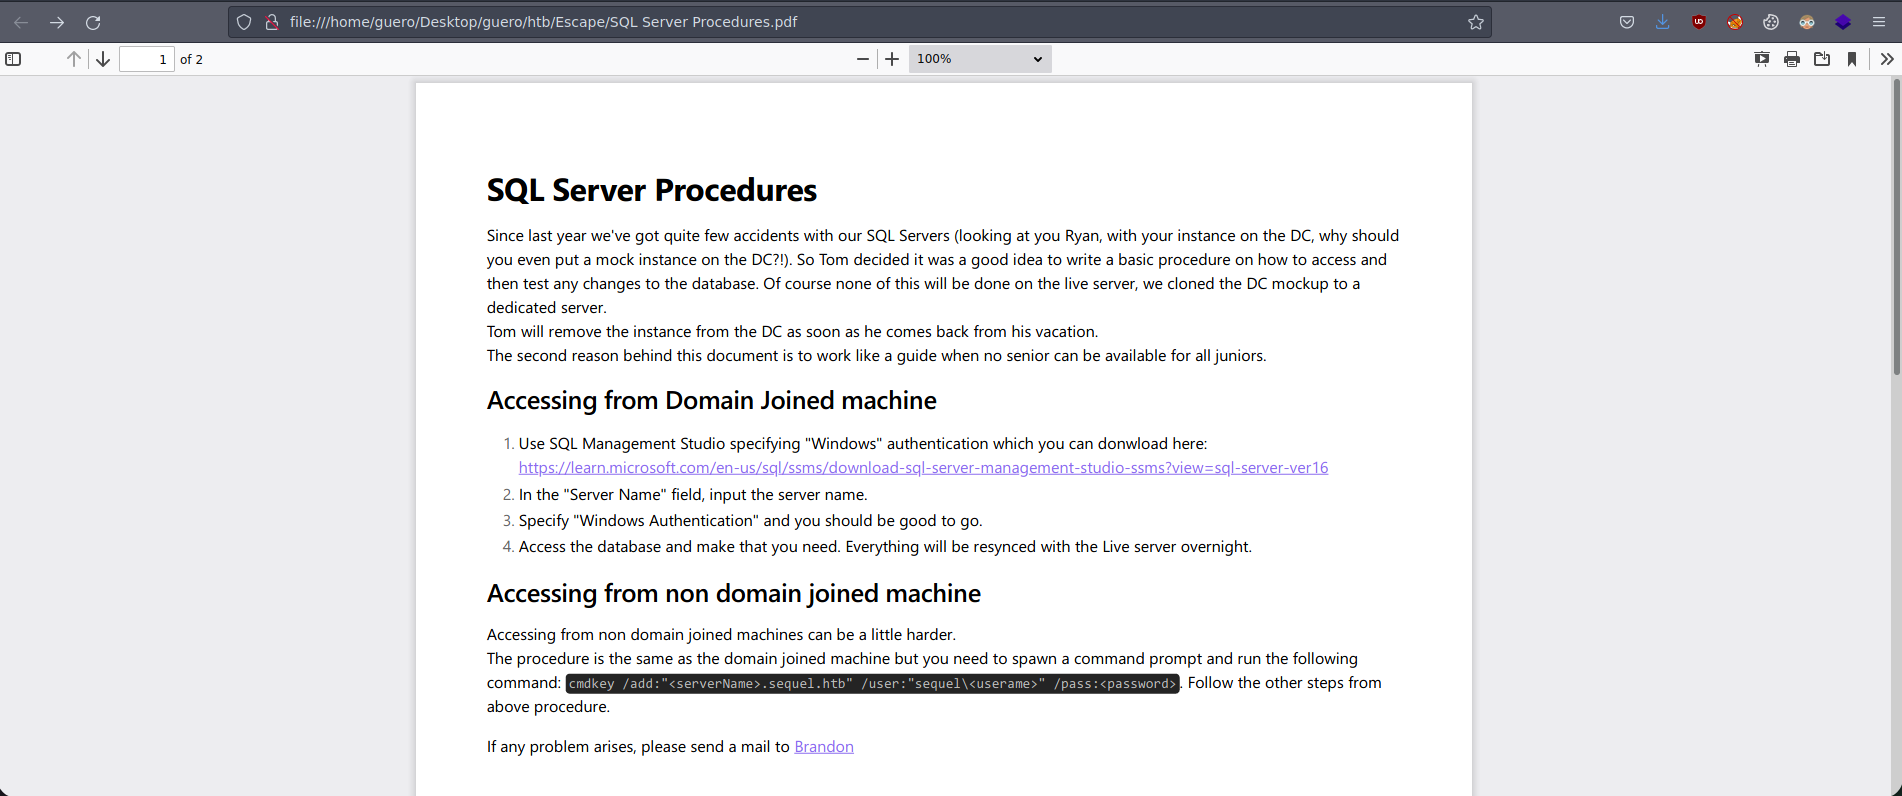 file:///home/guero/Desktop/guero/htb/Escape/SQL Server Procedures.pdf
1 of 2
100%
SQL Server Procedures
Since last year we've got quite few accidents with our SQL Servers (looking at you Ryan, with your instance on the DC, why should
you even put a mock instance on the DC?!). So Tom decided it was a good idea to write a basic procedure on how to access and
then test any changes to the database. Of course none of this will be done on the live server, we cloned the DC mockup to a
dedicated server.
Tom will remove the instance from the DC as soon as he comes back from his vacation.
The second reason behind this document is to work like a guide when no senior can be available for all juniors.
Accessing from Domain Joined machine
1. Use SQL Management Studio specifying "Windows" authentication which you can donwload here:
https://learn.microsoft.com/en-us/sql/ssms/download-sql-server-management-studio-ssms?view=sql-server-ver16
2. In the "Server Name" field, input the server name.
3. Specify "Windows Authentication" and you should be good to go.
4. Access the database and make that you need. Everything will be resynced with the Live server overnight.
Accessing from non domain joined machine
Accessing from non domain joined machines can be a little harder.
The procedure is the same as the domain joined machine but you need to spawn a command prompt and run the following
command: cmdkey /add:"<serverName>.sequel.htb" /user:"sequel\<userame>" /pass:<password>. Follow the other steps from
above procedure.
If any problem arises, please send a mail to Brandon